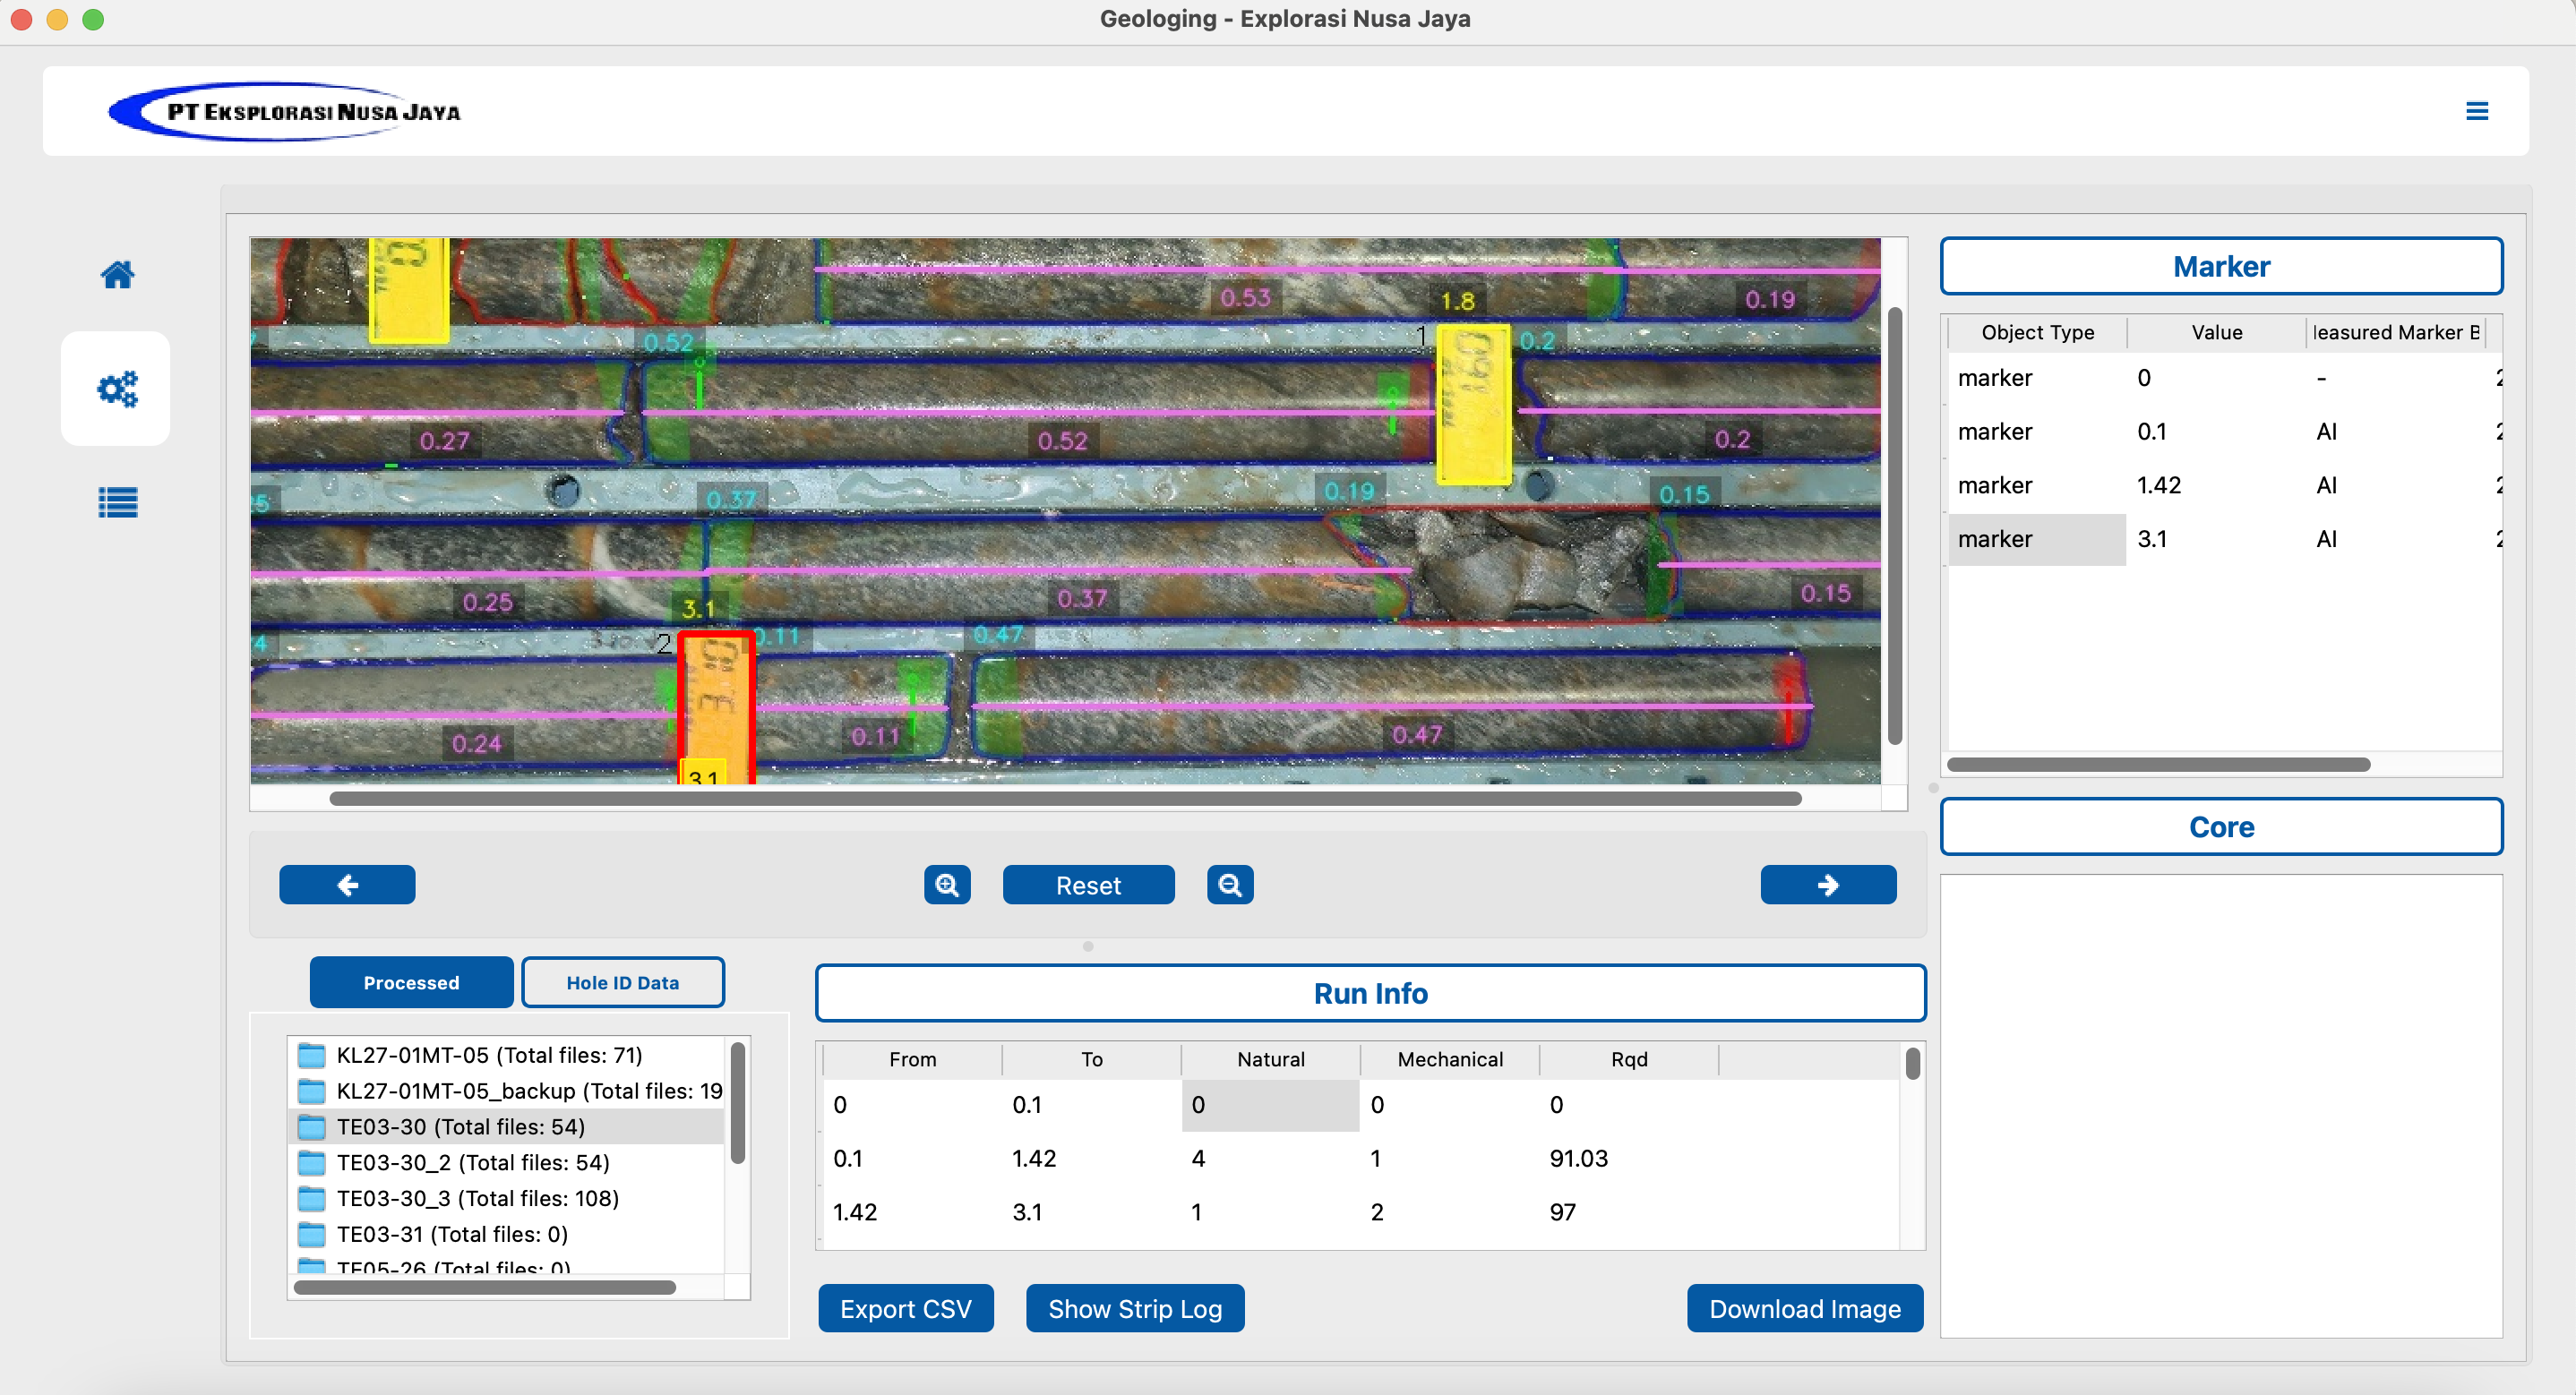 Geologing - Explorasi Nusa Jaya
PT EKSPLORASI NUSA JAYA
0.53
1.8
0.19
0.52
1
0.2
0.27
0.52
0.2
0.37
0.19
0.15
0.25
3.1
0.37
0.15
4
2
0.11
0.47
0.24
0.11
0.47
3.1
Marker
Object Type Value leasured Marker B
marker 0 -
marker 0.1 AI
marker 1.42 AI
marker 3.1 AI
Core
Reset
Processed Hole ID Data
KL27-01MT-05 (Total files: 71)
KL27-01MT-05_backup (Total files: 19
TE03-30 (Total files: 54)
TE03-30_2 (Total files: 54)
TE03-30_3 (Total files: 108)
TE03-31 (Total files: 0)
TE05-26 (Total files: 0)
Run Info
From To Natural Mechanical Rqd
0 0.1 0 0 0
0.1 1.42 4 1 91.03
1.42 3.1 1 2 97
Export CSV Show Strip Log Download Image